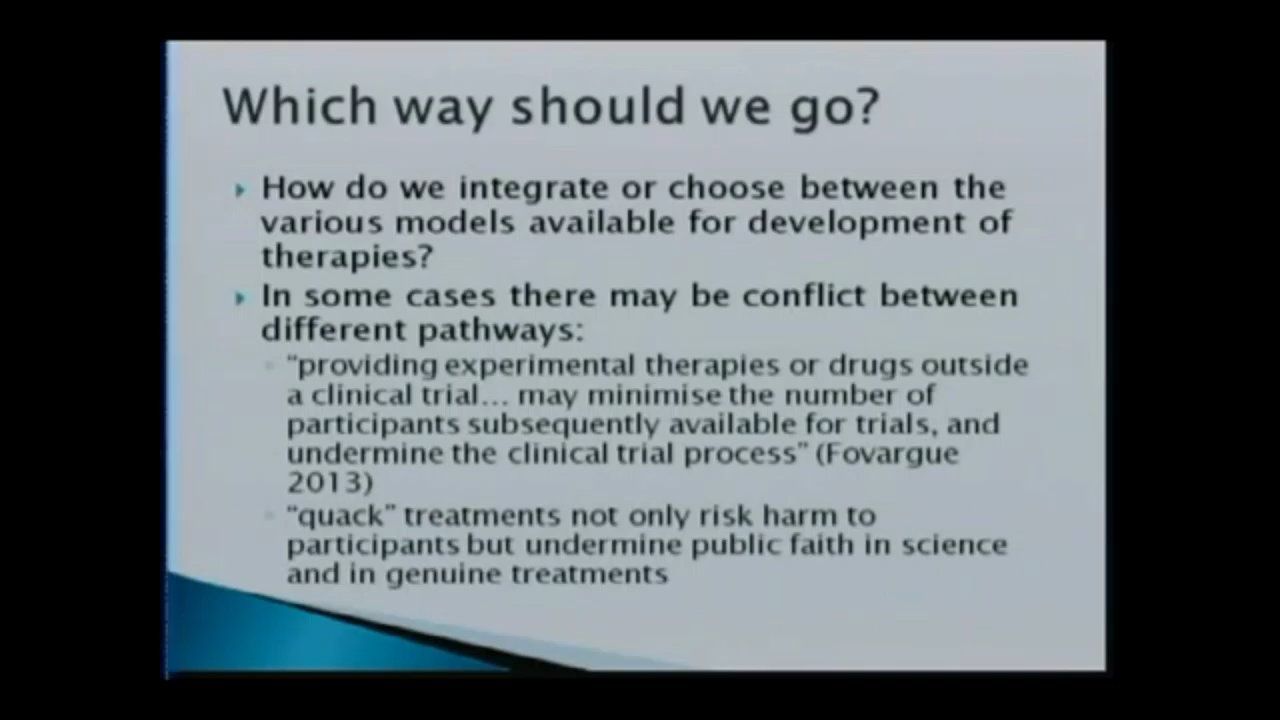 Which way should we go?
How do we integrate or choose between the
various models available for development of
therapies?
In some cases there may be conflict between
different pathways:
“providing experimental therapies or drugs outside
a clinical trial... may minimise the number of
participants subsequently available for trials, and
undermine the clinical trial process” (Fovargue
2013)
“quack” treatments not only risk harm to
participants but undermine public faith in science
and in genuine treatments